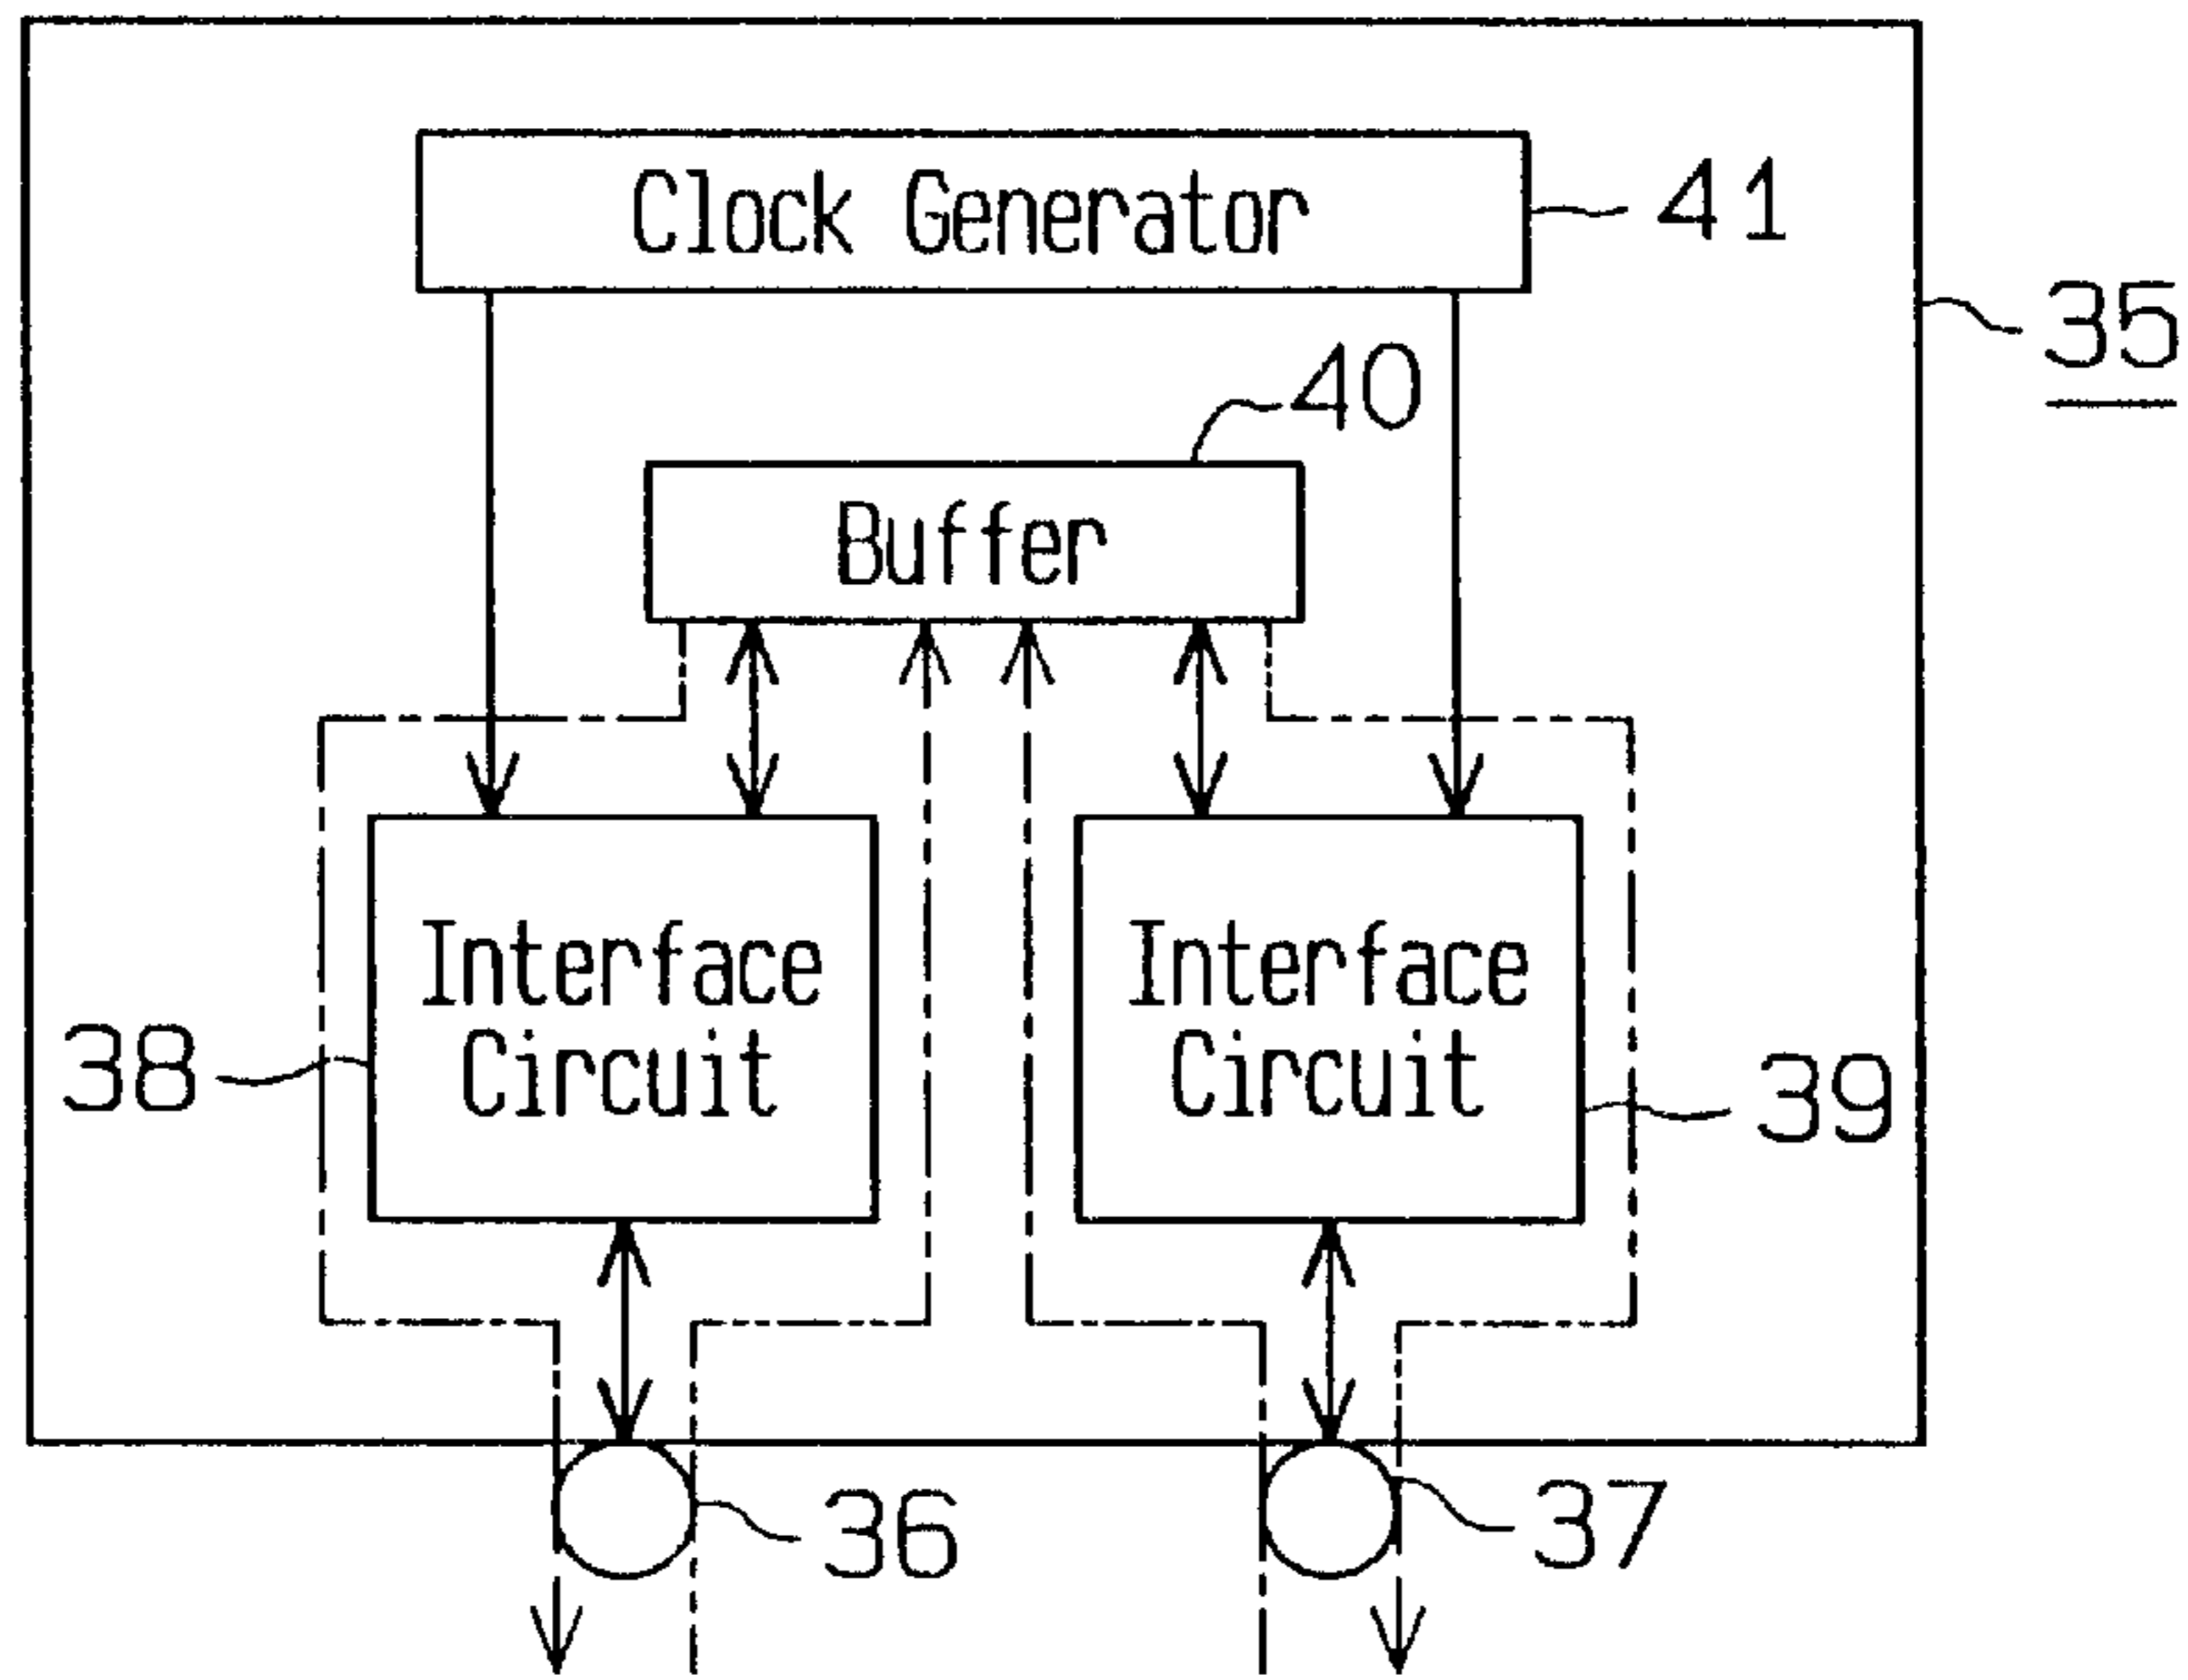 Clock Generator
41
35
40
Buffer
Interface
Circuit
Interface
Circuit
38
39
36
37